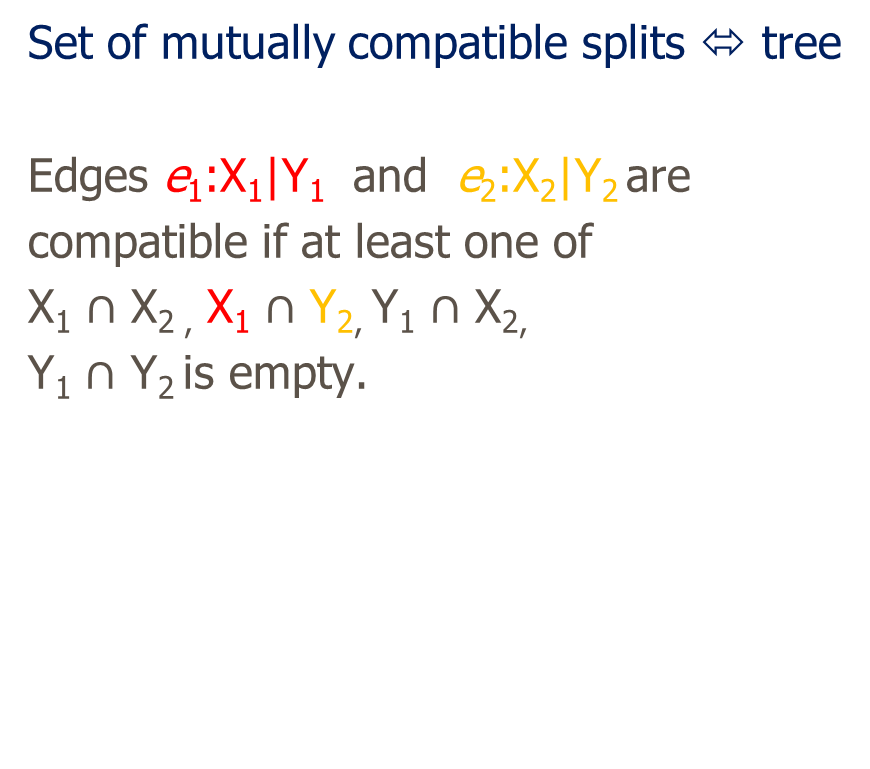 Set of mutually compatible splits ⬄ tree
Edges e₁:X₁|Y₁ and e₂:X₂|Y₂ are
compatible if at least one of
X₁ ∩ X₂ , X₁ ∩ Y₂, Y₁ ∩ X₂,
Y₁ ∩ Y₂ is empty.